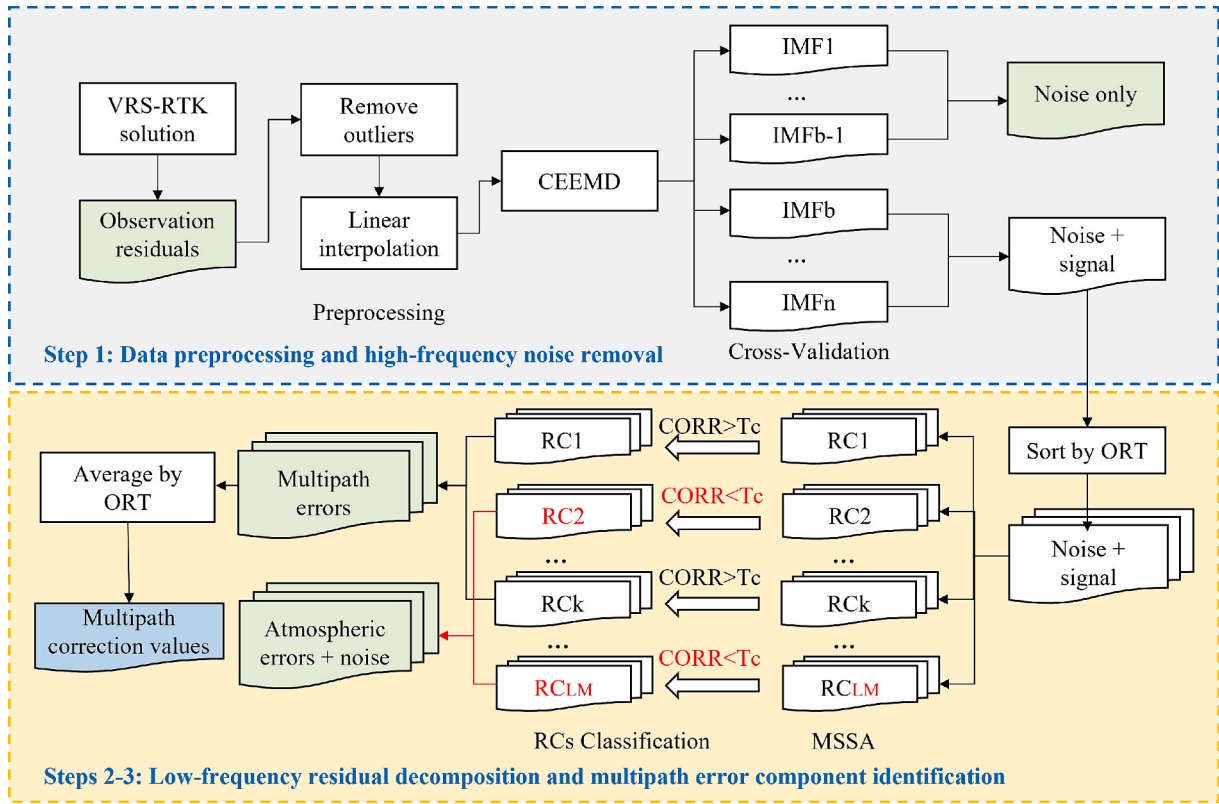 VRS-RTK
solution
Observation
residuals
Remove
outliers
Linear
interpolation
Preprocessing
CEEMD
IMF1
...
IMFb-1
IMFb
...
IMFn
Cross-Validation
Noise only
Noise +
signal
Step 1: Data preprocessing and high-frequency noise removal
Sort by ORT
Noise +
signal
RC1
RC2
...
RCk
...
RCLM
MSSA
CORR>Tc
CORR<Tc
CORR>Tc
CORR<Tc
RC1
RC2
...
RCk
...
RCLM
RCs Classification
Multipath
errors
Atmospheric
errors + noise
Average by
ORT
Multipath
correction values
Steps 2-3: Low-frequency residual decomposition and multipath error component identification